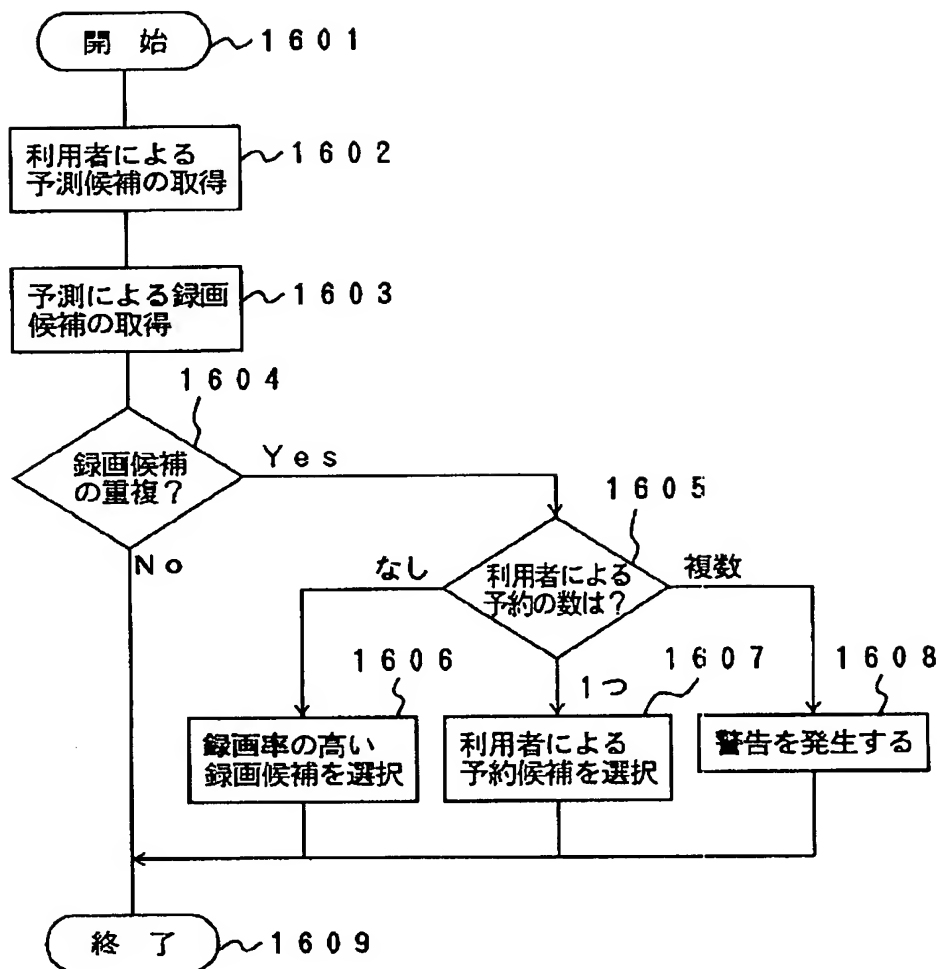 開 始
1601
利用者による
予測候補の取得
1602
予測による録画
候補の取得
1603
1604
録画候補
の重複?
Yes
No
1605
利用者による
予約の数は?
なし
複数
1つ
1606
録画率の高い
録画候補を選択
1607
利用者による
予約候補を選択
1608
警告を発生する
終 了
1609